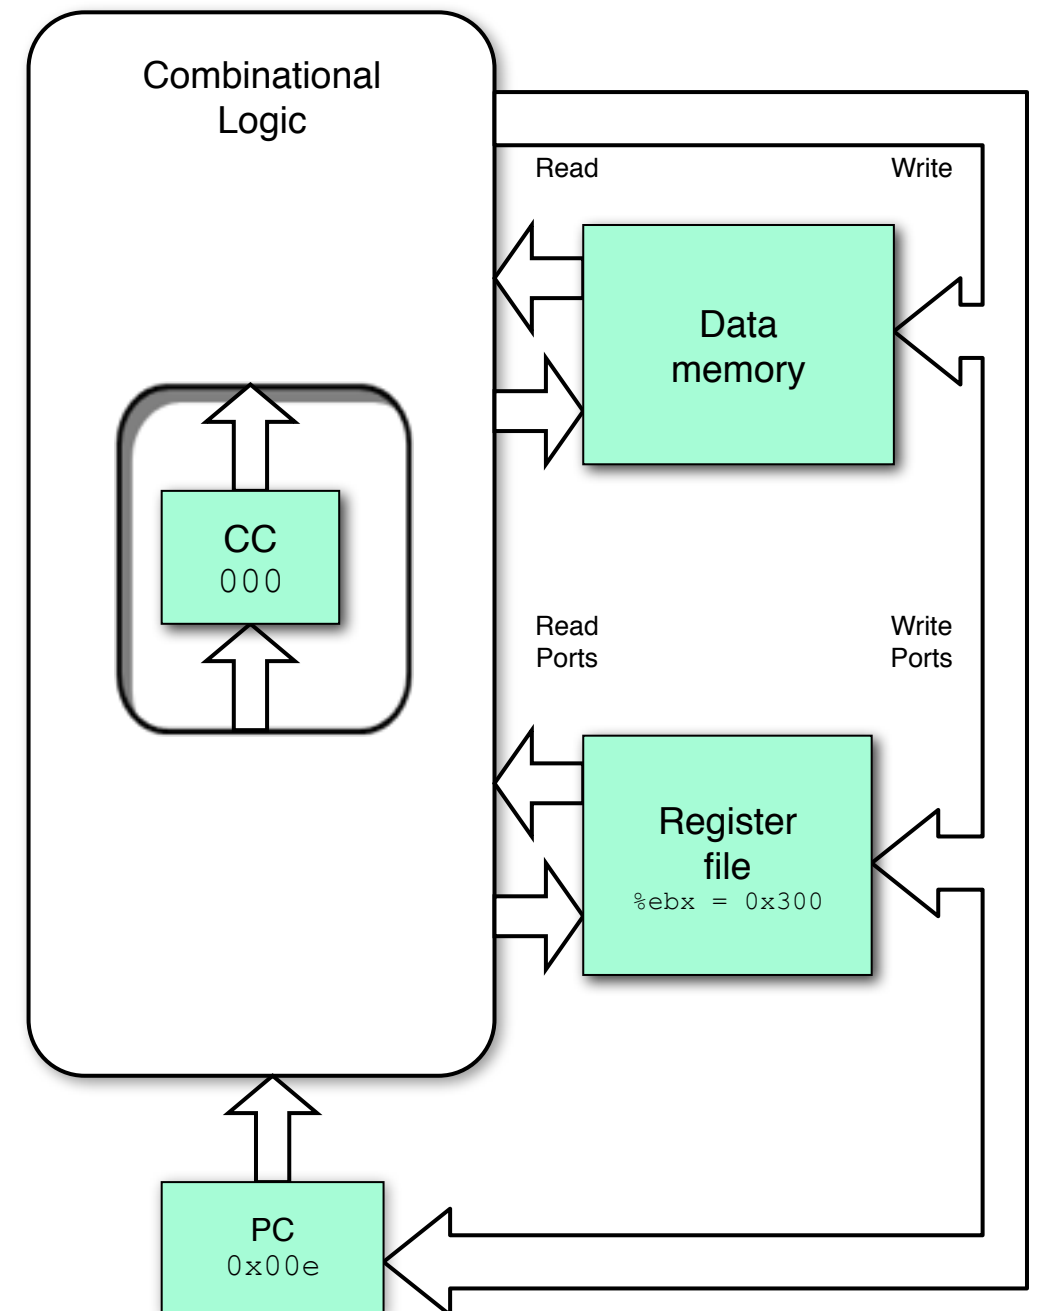 Combinational
Logic
Read
Write
Data
memory
CC
000
Read
Ports
Write
Ports
Register
file
%ebx = 0x300
PC
0x00e